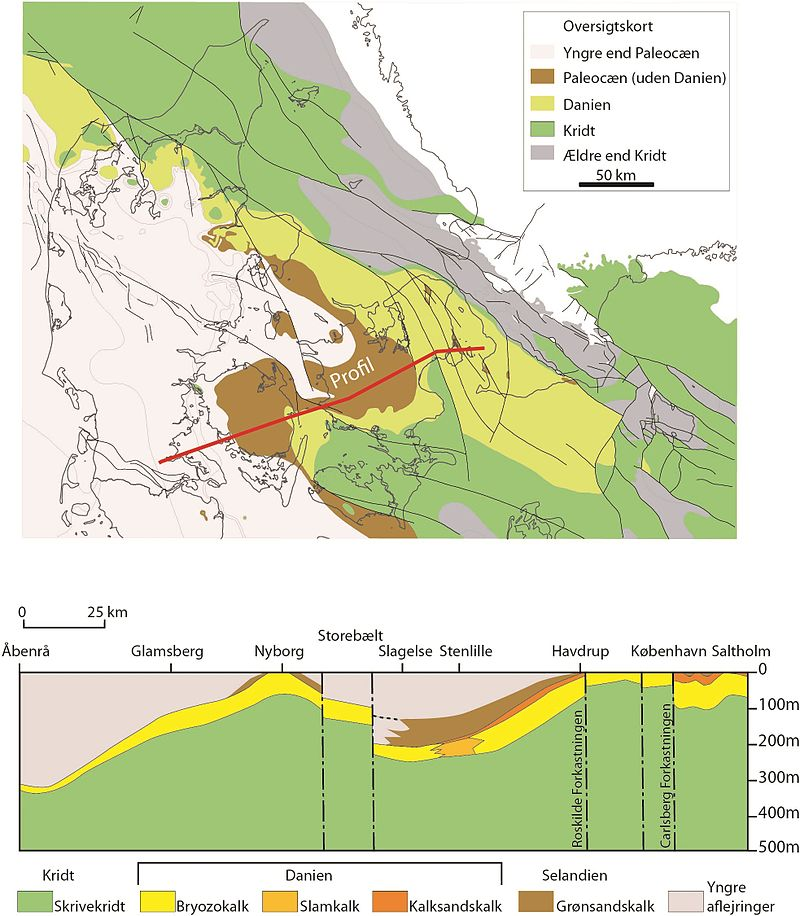 Oversigtskort
Yngre end Paleocæn
Paleocæn (uden Danien)
Danien
Kridt
Ældre end Kridt
50 km
Profil
0 25 km
Storebælt
Åbenrå Glamsberg Nyborg Slagelse Stenlille Havdrup København Saltholm
0
100m
200m
300m
400m
500m
Roskilde Forkastningen
Carlsberg Forkastningen
Kridt Danien Selandien Yngre
Skrivekridt Bryozokalk Slamkalk Kalksandskalk Grønsandskalk aflejringer